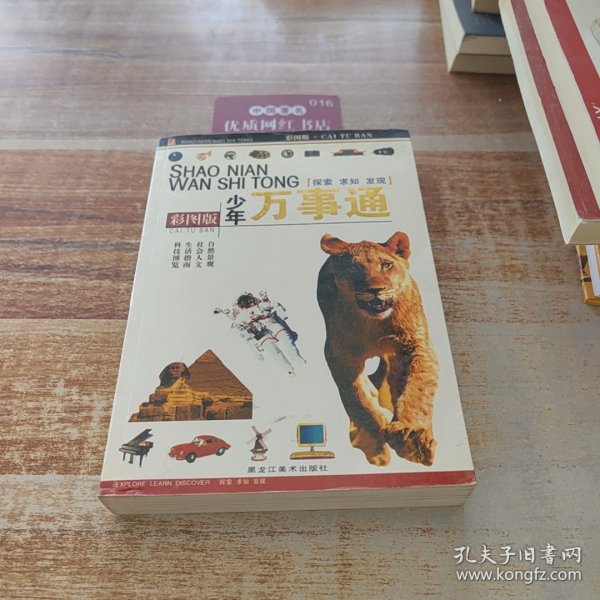 016
中国著名
优质网红书店
SHAO NIAN WAN SHI TONG
彩图版·CAI TU BAN
SHAO NIAN
WAN SHI TONG
[探索 求知 发现]
彩图版
CAI TU BAN
少年
万事通
自然景观
社会人文
生活指南
科技博览
黑龙江美术出版社
EXPLORE LEARN DISCOVER 探索 求知 发现
孔夫子旧书网
www.kongfz.com